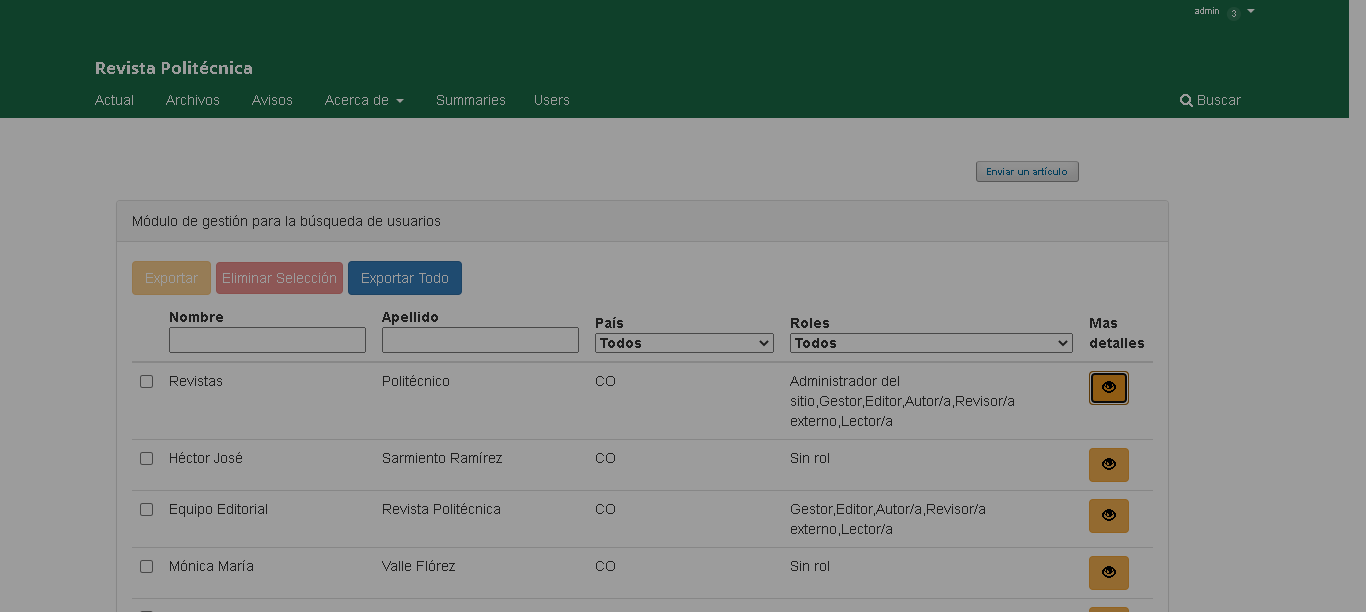 admin 3
Revista Politécnica
Actual Archivos Avisos Acerca de Summaries Users Buscar
Enviar un artículo
Módulo de gestión para la búsqueda de usuarios
Exportar Eliminar Selección Exportar Todo
Nombre Apellido País Roles Mas detalles
Todos Todos
Revistas Politécnico CO Administrador del
sitio,Gestor,Editor,Autor/a,Revisor/a
externo,Lector/a
Héctor José Sarmiento Ramírez CO Sin rol
Equipo Editorial Revista Politécnica CO Gestor,Editor,Autor/a,Revisor/a
externo,Lector/a
Mónica María Valle Flórez CO Sin rol